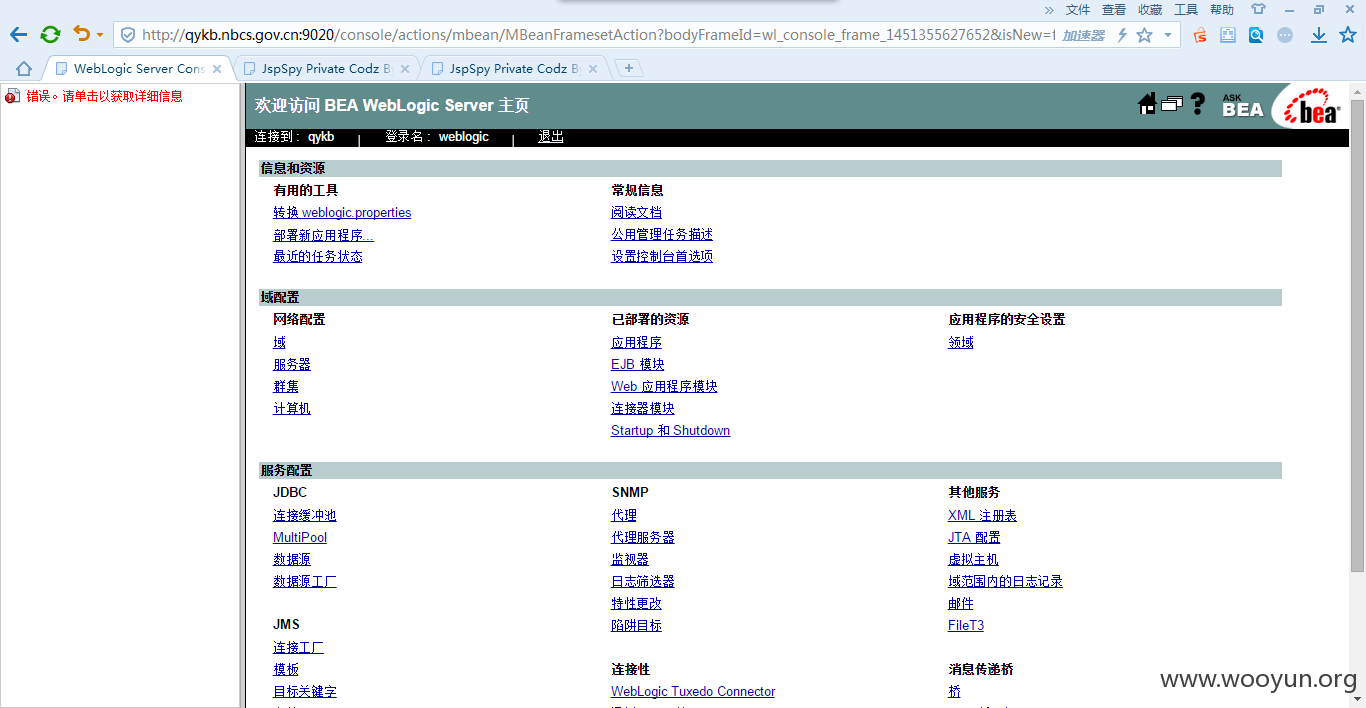 » 文件 查看 收藏 工具 帮助
http://qykb.nbcs.gov.cn:9020/console/actions/mbean/MBeanFramesetAction?bodyFrameId=wl_console_frame_1451355627652&isNew=f 加速器
WebLogic Server Cons JspSpy Private Codz B JspSpy Private Codz B
错误。请单击以获取详细信息
欢迎访问 BEA WebLogic Server 主页 ASK BEA bea
连接到： qykb | 登录名： weblogic | 退出
信息和资源
有用的工具 常规信息
转换 weblogic.properties 阅读文档
部署新应用程序... 公用管理任务描述
最近的任务状态 设置控制台首选项
域配置
网络配置 已部署的资源 应用程序的安全设置
域 应用程序 领域
服务器 EJB 模块
群集 Web 应用程序模块
计算机 连接器模块
Startup 和 Shutdown
服务配置
JDBC SNMP 其他服务
连接缓冲池 代理 XML 注册表
MultiPool 代理服务器 JTA 配置
数据源 监视器 虚拟主机
数据源工厂 日志筛选器 域范围内的日志记录
特性更改 邮件
JMS 陷阱目标 FileT3
连接工厂
模板 连接性 消息传递桥
目标关键字 WebLogic Tuxedo Connector 桥
www.wooyun.org